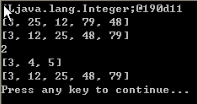 Ljava.lang.Integer;@190d11
[3, 25, 12, 79, 48]
[3, 12, 25, 48, 79]
2
[3, 4, 5]
[3, 12, 25, 48, 79]
Press any key to continue...